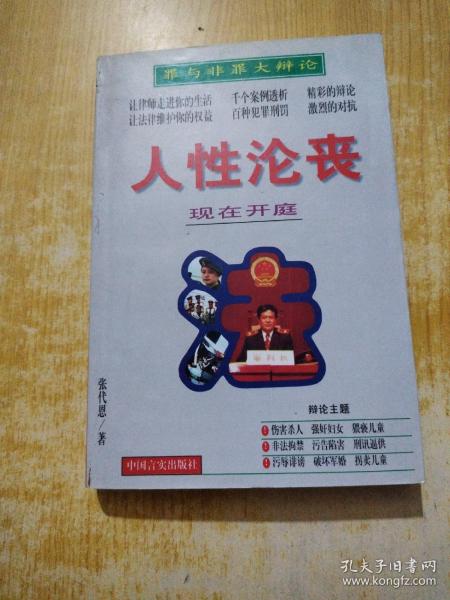 罪与非罪大辩论
让律师走进你的生活 千个案例透析 精彩的辩论
让法律维护你的权益 百种犯罪刑罚 激烈的对抗
人性沦丧
现在开庭
法
审判长
张代恩/著
辩论主题
伤害杀人 强奸妇女 猥亵儿童
非法拘禁 诬告陷害 刑讯逼供
污辱诽谤 破坏军婚 拐卖儿童
中国言实出版社
孔夫子旧书网
www.kongfz.com